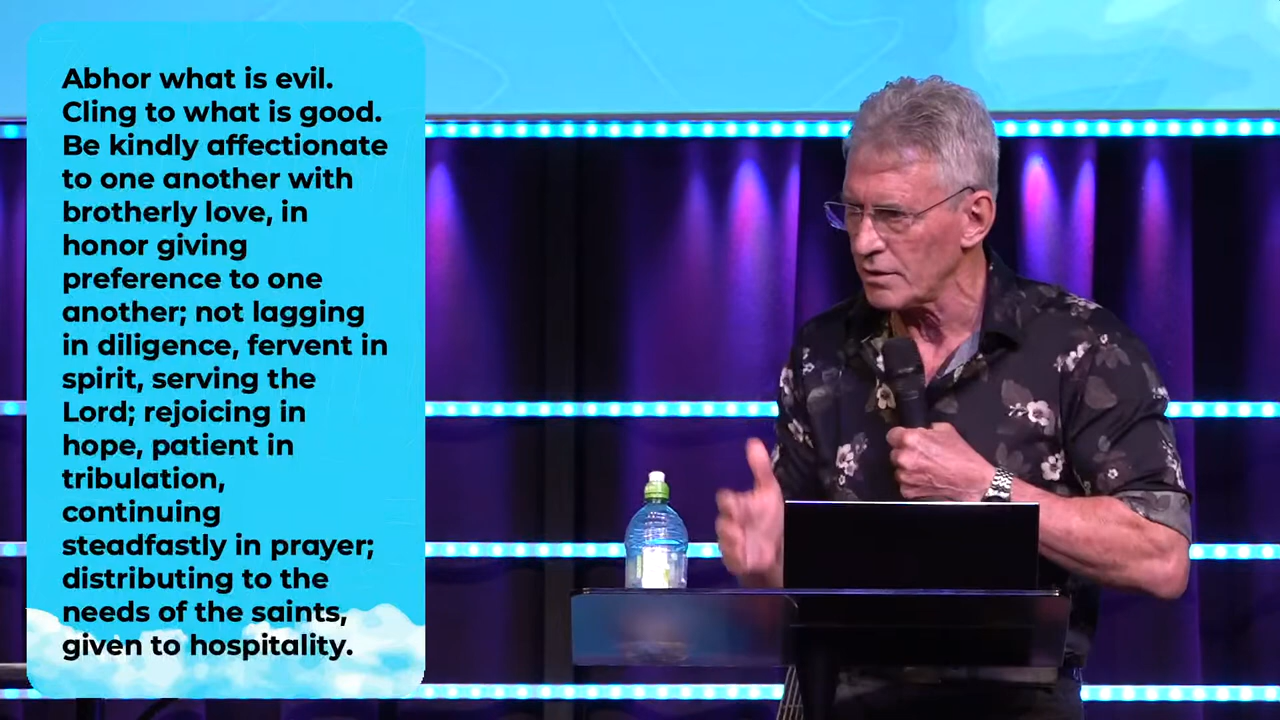 Abhor what is evil.
Cling to what is good.
Be kindly affectionate
to one another with
brotherly love, in
honor giving
preference to one
another; not lagging
in diligence, fervent in
spirit, serving the
Lord; rejoicing in
hope, patient in
tribulation,
continuing
steadfastly in prayer;
distributing to the
needs of the saints,
given to hospitality.